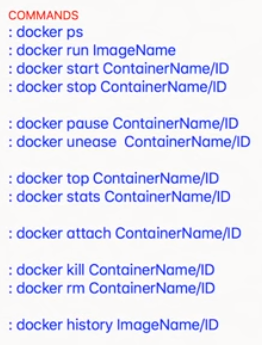 COMMANDS
: docker ps
: docker run ImageName
: docker start ContainerName/ID
: docker stop ContainerName/ID
: docker pause ContainerName/ID
: docker unease  ContainerName/ID
: docker top ContainerName/ID
: docker stats ContainerName/ID
: docker attach ContainerName/ID
: docker kill ContainerName/ID
: docker rm ContainerName/ID
: docker history ImageName/ID